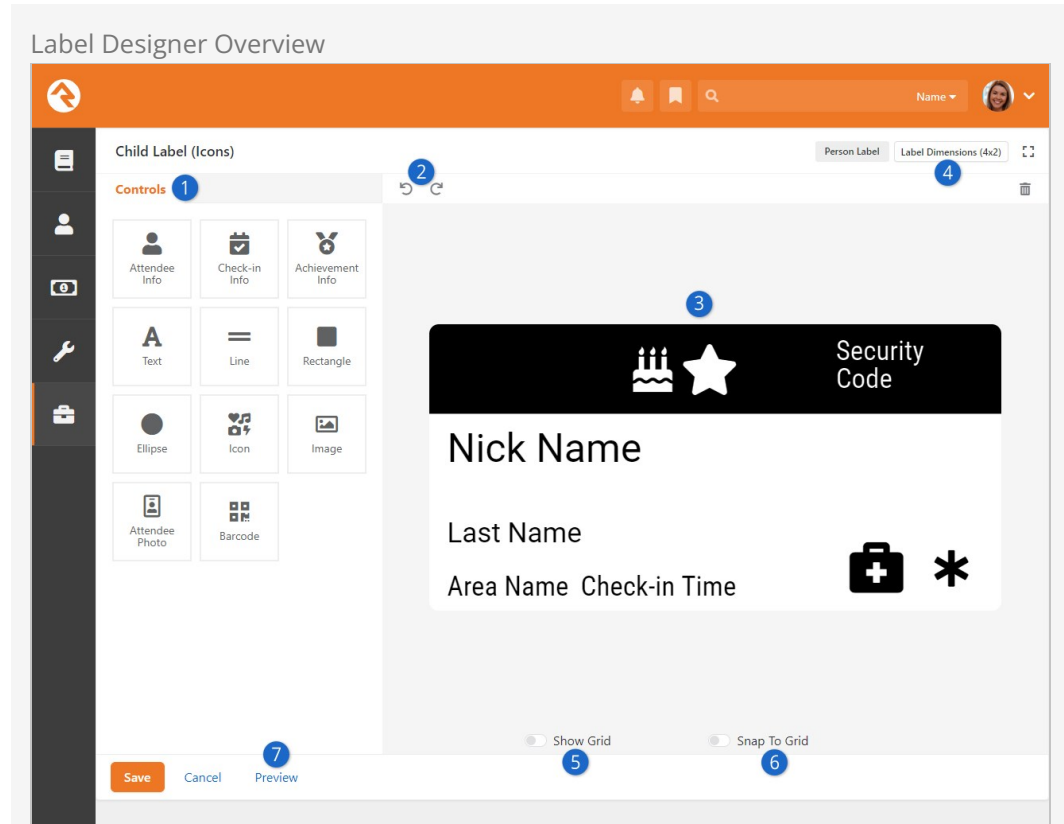 Label Designer Overview
Name
Child Label (Icons)
Person Label
Label Dimensions (4x2)
4
Controls
1
2
Attendee
Info
Check-in
Info
Achievement
Info
A
Text
Line
Rectangle
Ellipse
Icon
Image
Attendee
Photo
Barcode
3
Security
Code
Nick Name
Last Name
Area Name Check-in Time
Show Grid
5
Snap To Grid
6
7
Save
Cancel
Preview